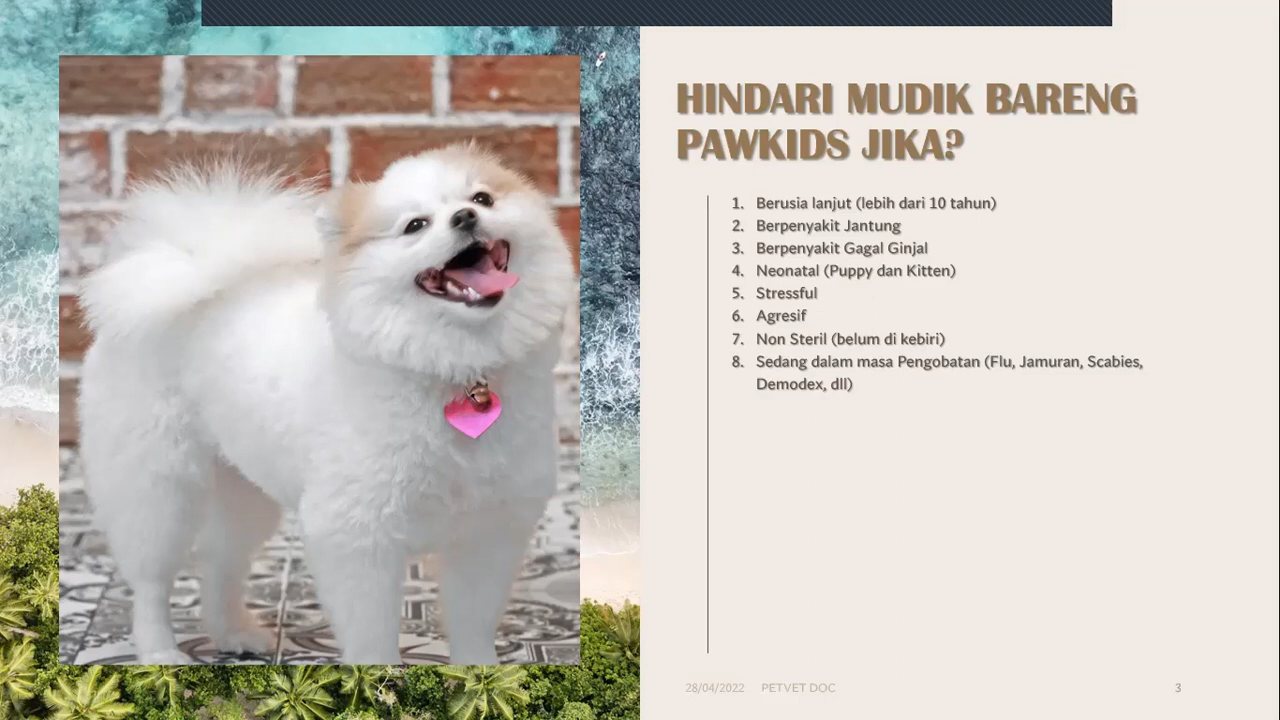 HINDARI MUDIK BARENG
PAWKIDS JIKA?
1. Berusia lanjut (lebih dari 10 tahun)
2. Berpenyakit Jantung
3. Berpenyakit Gagal Ginjal
4. Neonatal (Puppy dan Kitten)
5. Stressful
6. Agresif
7. Non Steril (belum di kebiri)
8. Sedang dalam masa Pengobatan (Flu, Jamuran, Scabies,
Demodex, dll)
28/04/2022 PETVET DOC 3